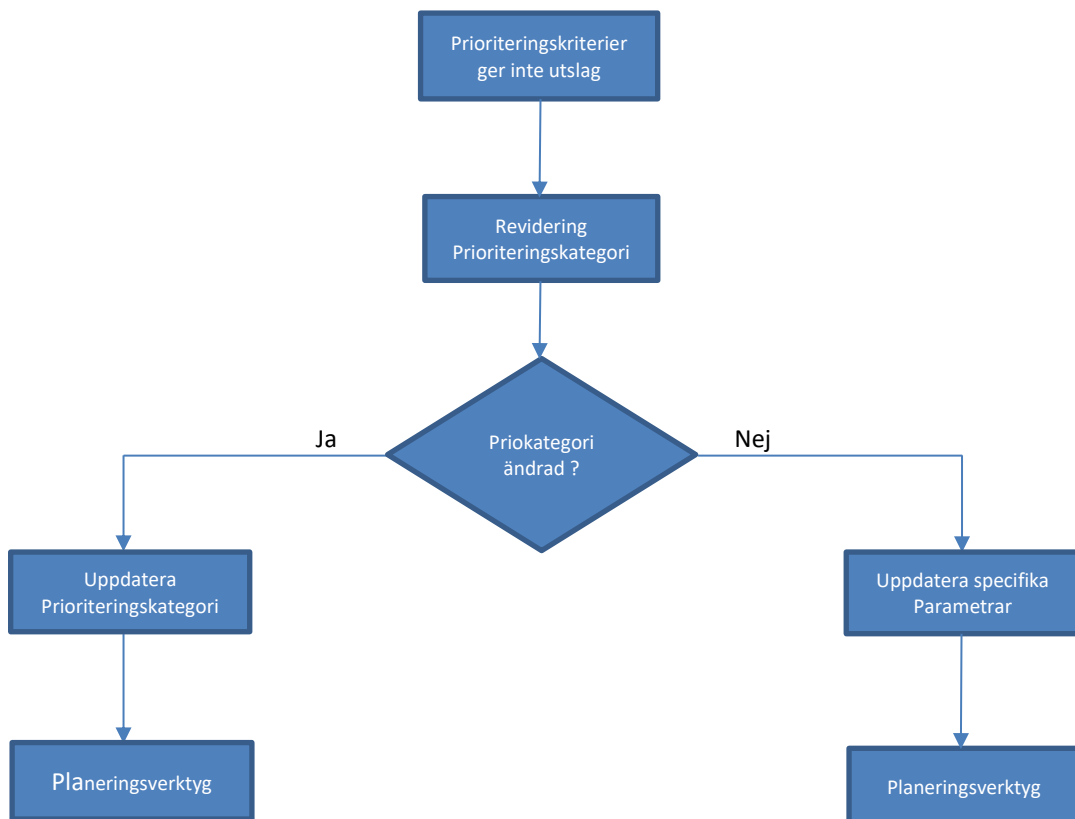 Prioriteringskriterier
ger inte utslag
Revidering
Prioriteringskategori
Priokategori
ändrad ?
Ja
Nej
Uppdatera
Prioriteringskategori
Uppdatera specifika
Parametrar
Planeringsverktyg
Planeringsverktyg